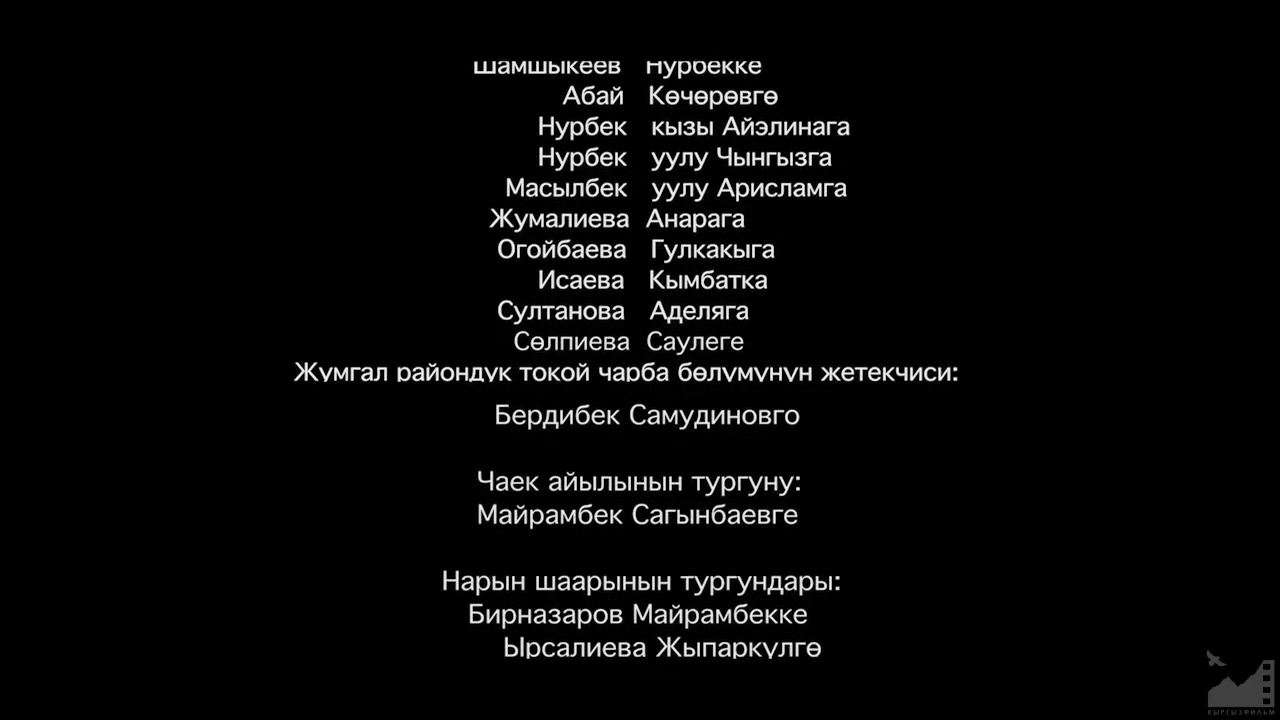 Шамшыкеев Нурбекке
Абай Көчөрөвгө
Нурбек кызы Айэлинага
Нурбек уулу Чынгызга
Масылбек уулу Арисламга
Жумалиева Анарага
Огойбаева Гулкакыга
Исаева Кымбатка
Султанова Аделяга
Сөлпиева Саулеге
Жумгал райондук токой чарба бөлүмүнүн жетекчиси:
Бердибек Самудиновго
Чаек айылынын тургуну:
Майрамбек Сагынбаевге
Нарын шаарынын тургундары:
Бирназаров Майрамбекке
Ырсалиева Жыпаркүлгө
КЫРГЫЗФИЛЬМ